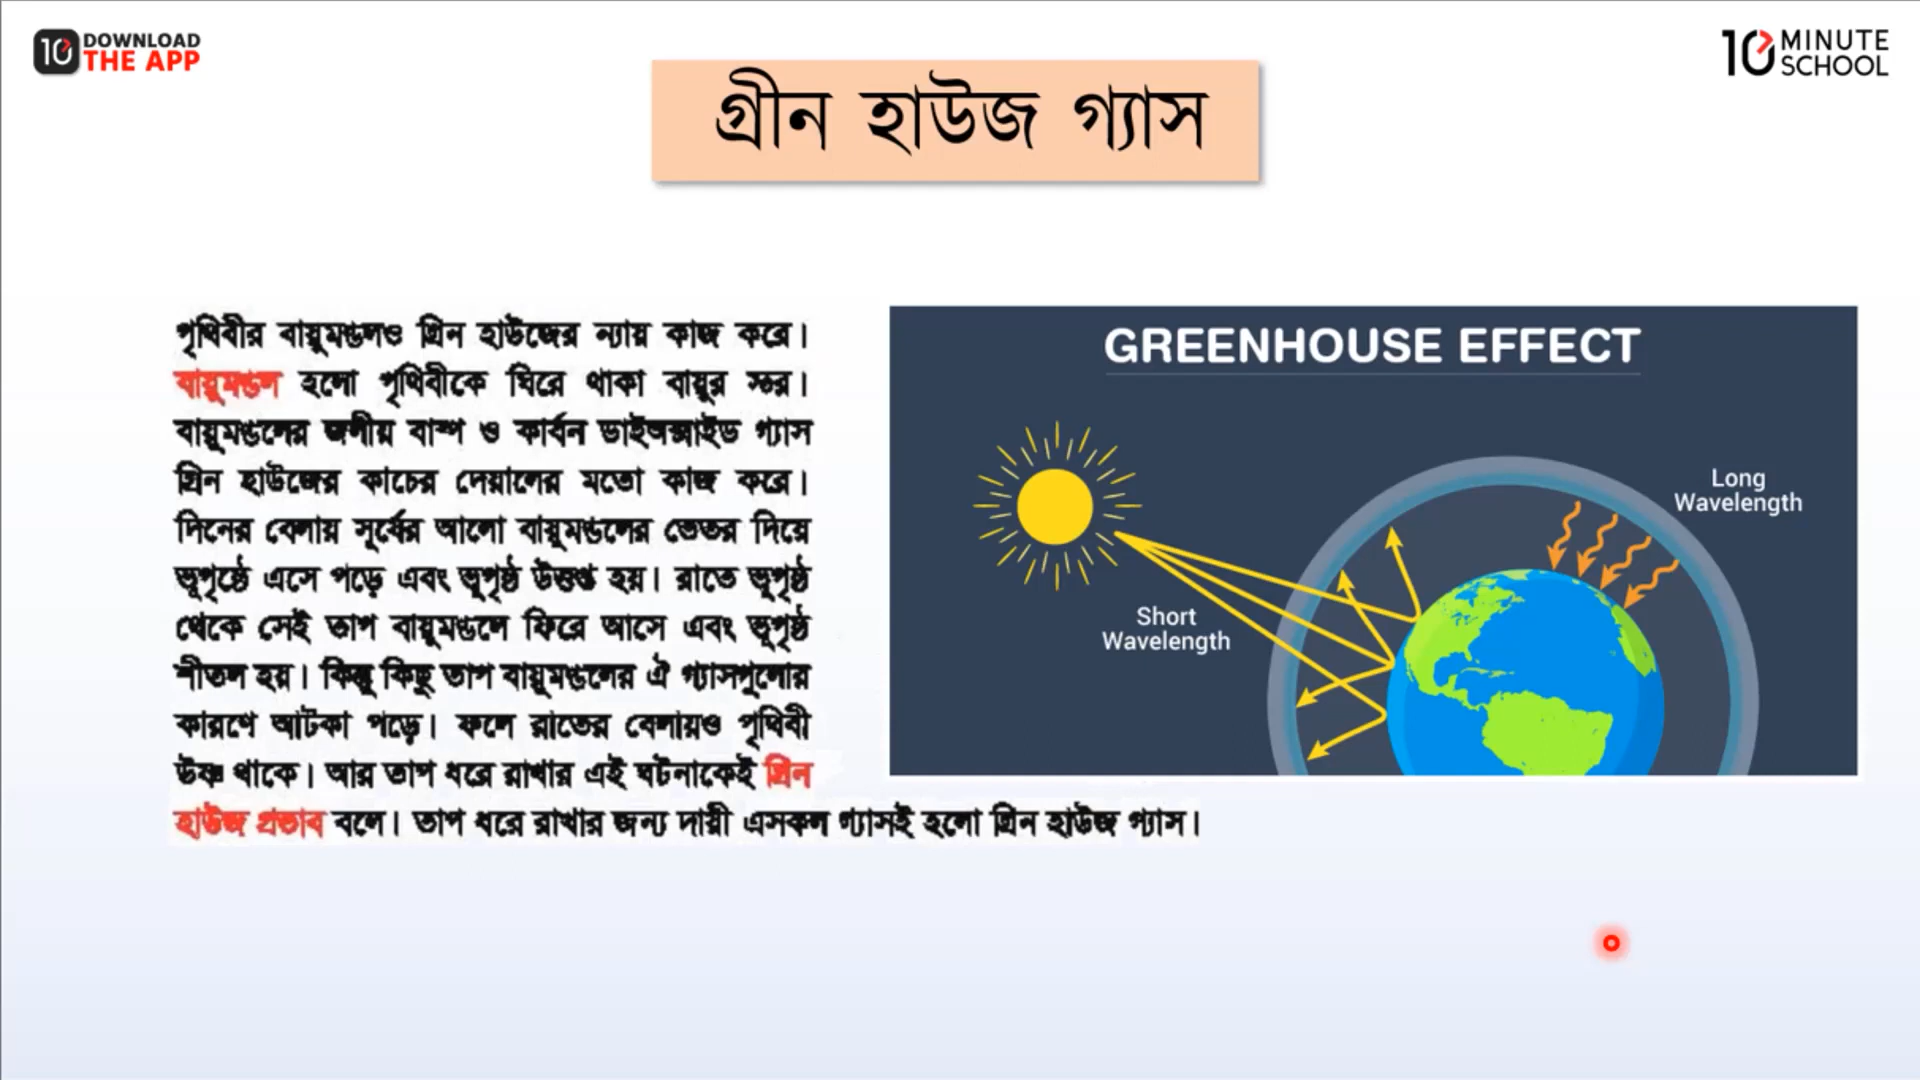 10 DOWNLOAD
THE APP
10 MINUTE
SCHOOL
গ্রীন হাউজ গ্যাস
পৃথিবীর বায়ুমণ্ডলও গ্রিন হাউজের ন্যায় কাজ করে।
বায়ুমণ্ডল হলো পৃথিবীকে ঘিরে থাকা বায়ুর স্তর।
বায়ুমণ্ডলের জলীয় বাষ্প ও কার্বন ডাইঅক্সাইড গ্যাস
গ্রিন হাউজের কাচের দেয়ালের মতো কাজ করে।
দিনের বেলায় সূর্যের আলো বায়ুমণ্ডলের ভেতর দিয়ে
ভূপৃষ্ঠে এসে পড়ে এবং ভূপৃষ্ঠ উত্তপ্ত হয়। রাতে ভূপৃষ্ঠ
থেকে সেই তাপ বায়ুমণ্ডলে ফিরে আসে এবং ভূপৃষ্ঠ
শীতল হয়। কিন্তু কিছু তাপ বায়ুমণ্ডলের ঐ গ্যাসগুলোর
কারণে আটকা পড়ে। ফলে রাতের বেলায়ও পৃথিবী
উষ্ণ থাকে। আর তাপ ধরে রাখার এই ঘটনাকেই গ্রিন
হাউজ প্রভাব বলে। তাপ ধরে রাখার জন্য দায়ী এসকল গ্যাসই হলো গ্রিন হাউজ গ্যাস।
GREENHOUSE EFFECT
Long
Wavelength
Short
Wavelength